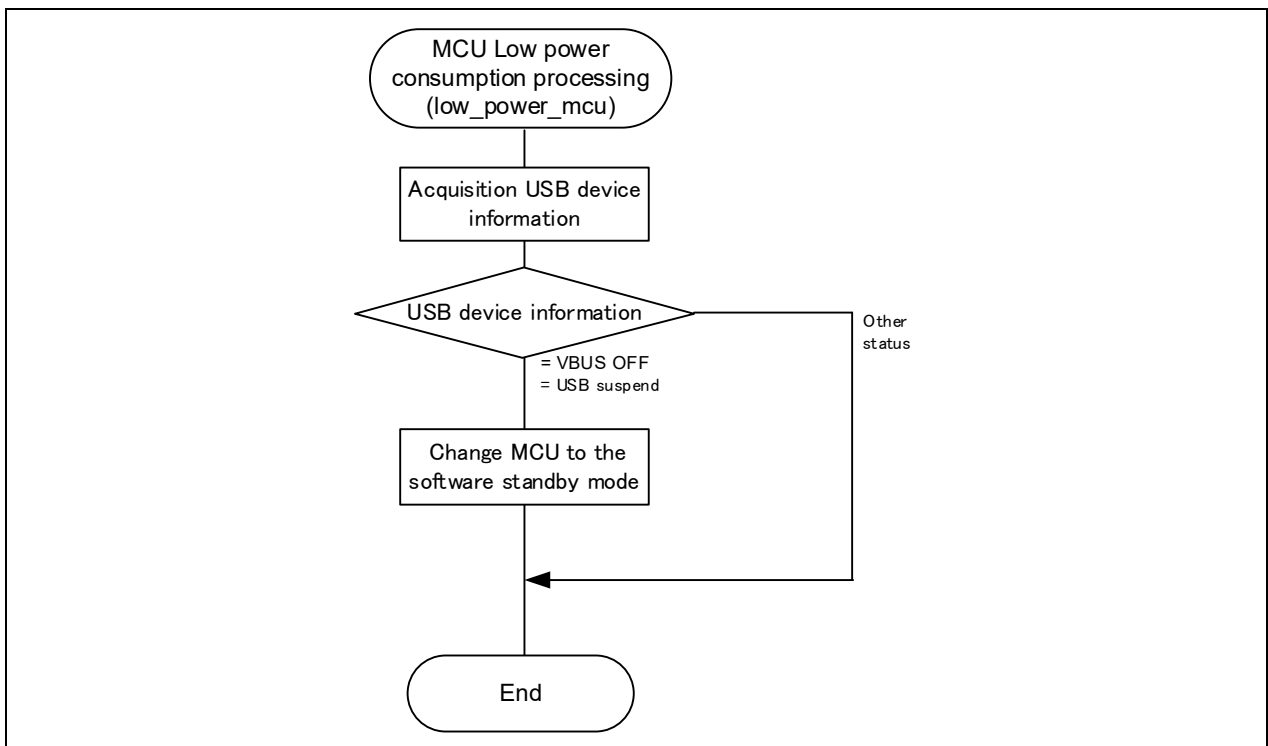 MCU Low power
consumption processing
(low_power_mcu)
Acquisition USB device
information
USB device information
Other
status
= VBUS OFF
= USB suspend
Change MCU to the
software standby mode
End